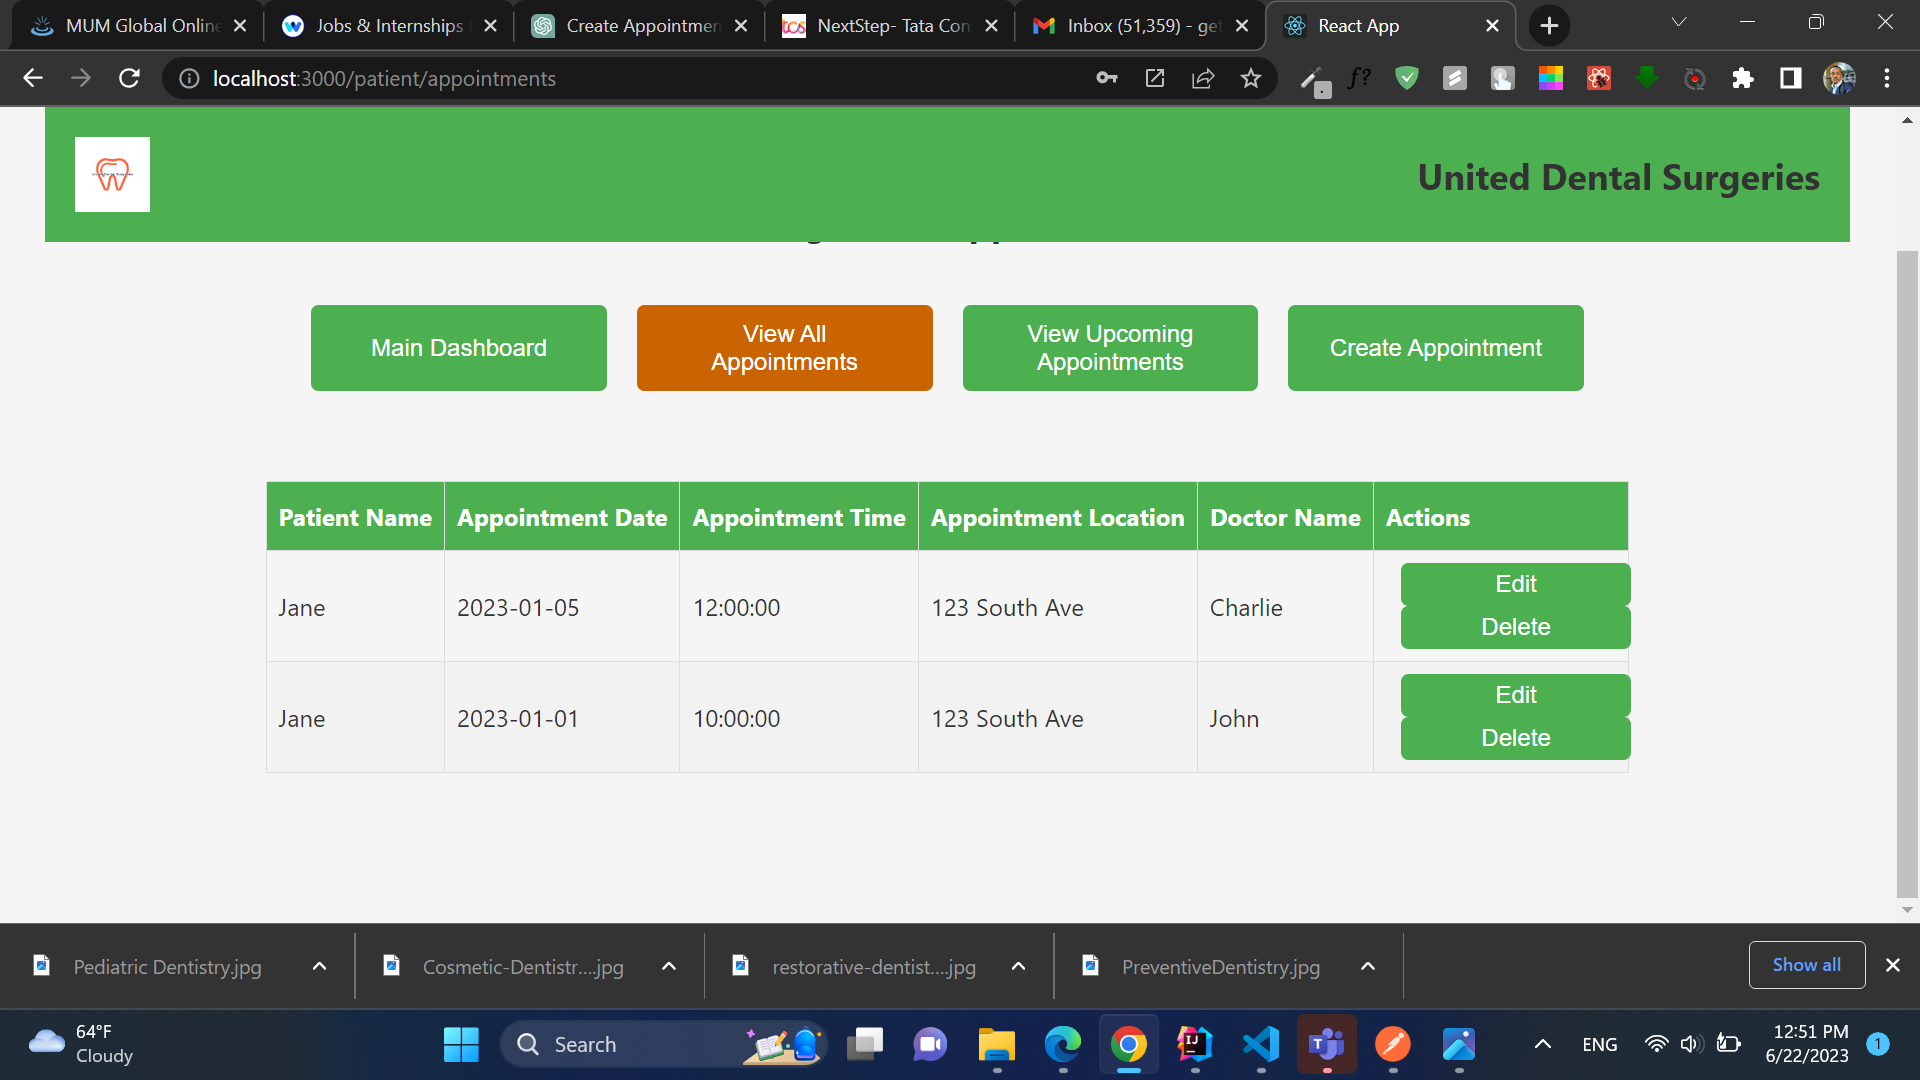 MUM Global Online
Jobs & Internships
Create Appointmen
NextStep- Tata Con
Inbox (51,359) - get
React App
localhost:3000/patient/appointments
f?
United Dental Surgeries
Main Dashboard
View All
Appointments
View Upcoming
Appointments
Create Appointment
Patient Name Appointment Date Appointment Time Appointment Location Doctor Name Actions
Jane 2023-01-05 12:00:00 123 South Ave Charlie
Edit
Delete
Jane 2023-01-01 10:00:00 123 South Ave John
Edit
Delete
Pediatric Dentistry.jpg
Cosmetic-Dentistr....jpg
restorative-dentist....jpg
PreventiveDentistry.jpg
Show all
64°F
Cloudy
Search
ENG
12:51 PM
6/22/2023
1